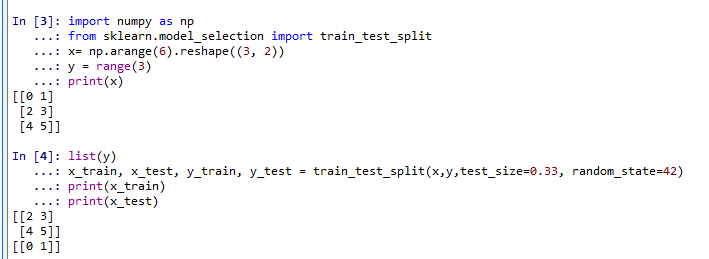 In [3]: import numpy as np
   ...: from sklearn.model_selection import train_test_split
   ...: x= np.arange(6).reshape((3, 2))
   ...: y = range(3)
   ...: print(x)
[[0 1]
 [2 3]
 [4 5]]
In [4]: list(y)
   ...: x_train, x_test, y_train, y_test = train_test_split(x,y,test_size=0.33, random_state=42)
   ...: print(x_train)
   ...: print(x_test)
[[2 3]
 [4 5]]
[[0 1]]